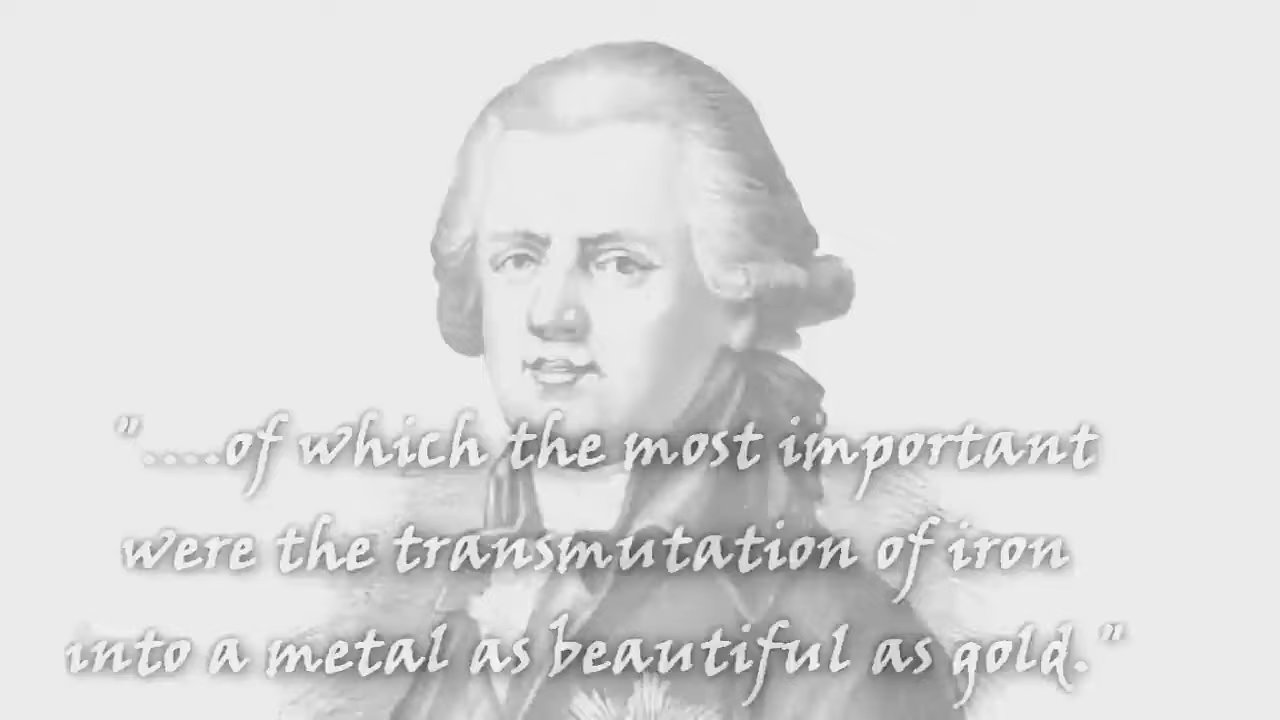 ".....of which the most important
were the transmutation of iron
into a metal as beautiful as gold."